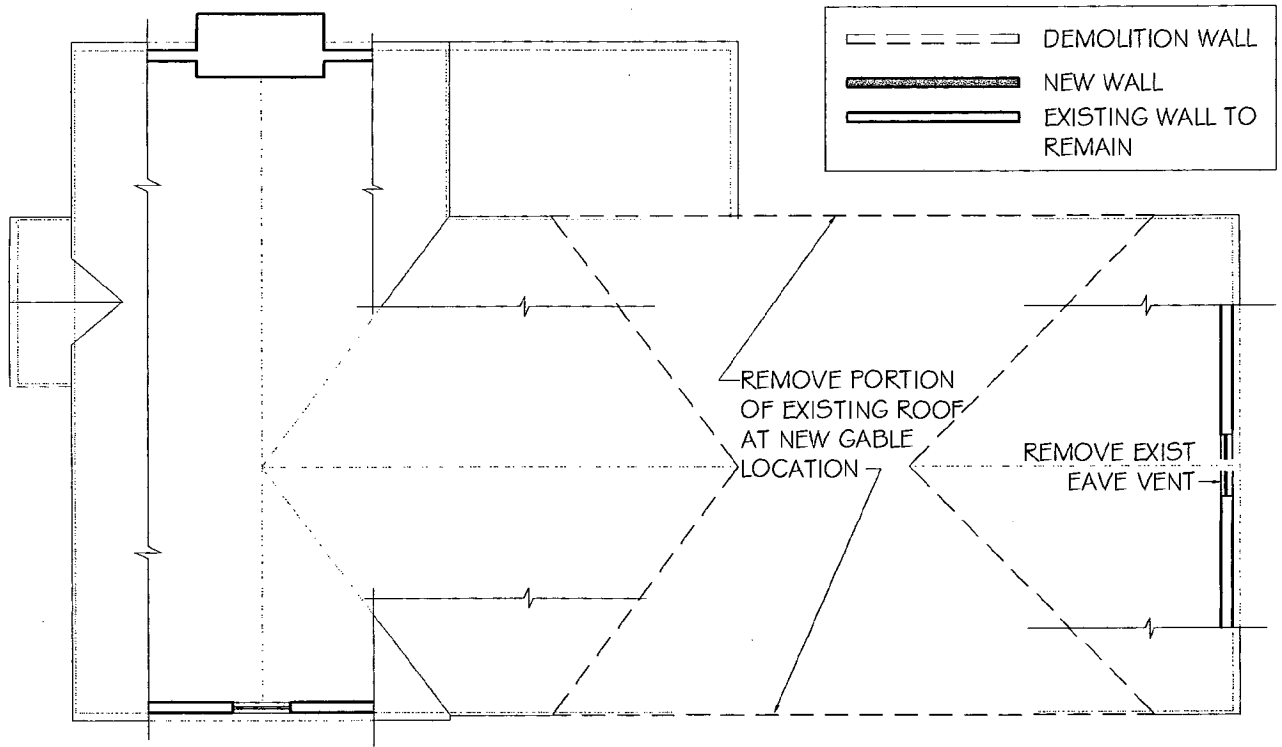 DEMOLITION WALL
NEW WALL
EXISTING WALL TO
REMAIN
REMOVE PORTION
OF EXISTING ROOF
AT NEW GABLE
LOCATION
REMOVE EXIST
EAVE VENT